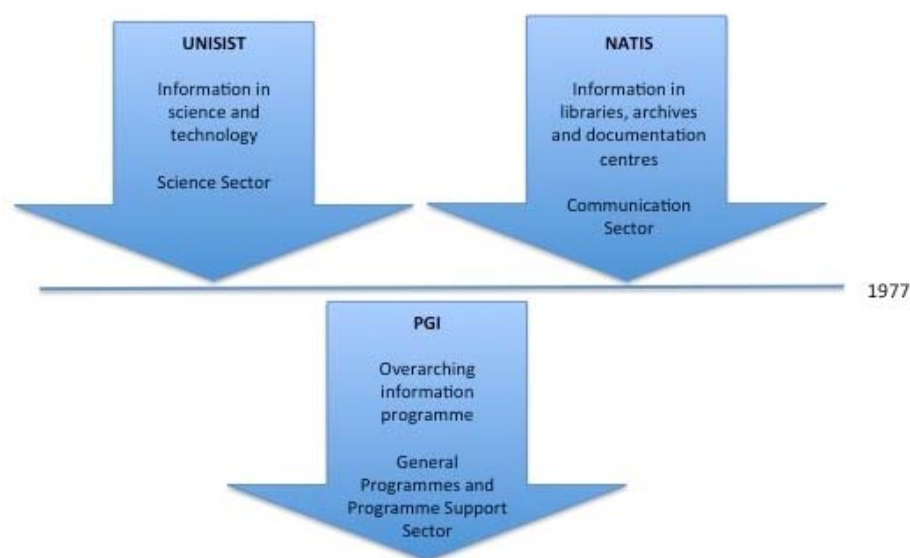 UNISIST
Information in
science and
technology
Science Sector
NATIS
Information in
libraries, archives
and documentation
centres
Communication
Sector
1977
PGI
Overarching
information
programme
General
Programmes and
Programme Support
Sector